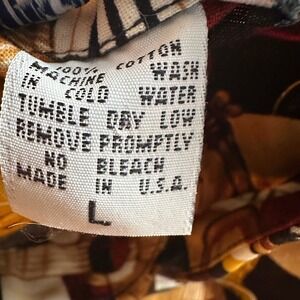 100% COTTON
MACHINE WASH
IN COLD WATER
TUMBLE DRY LOW
REMOVE PROMPTLY
NO BLEACH
MADE IN U.S.A.
L